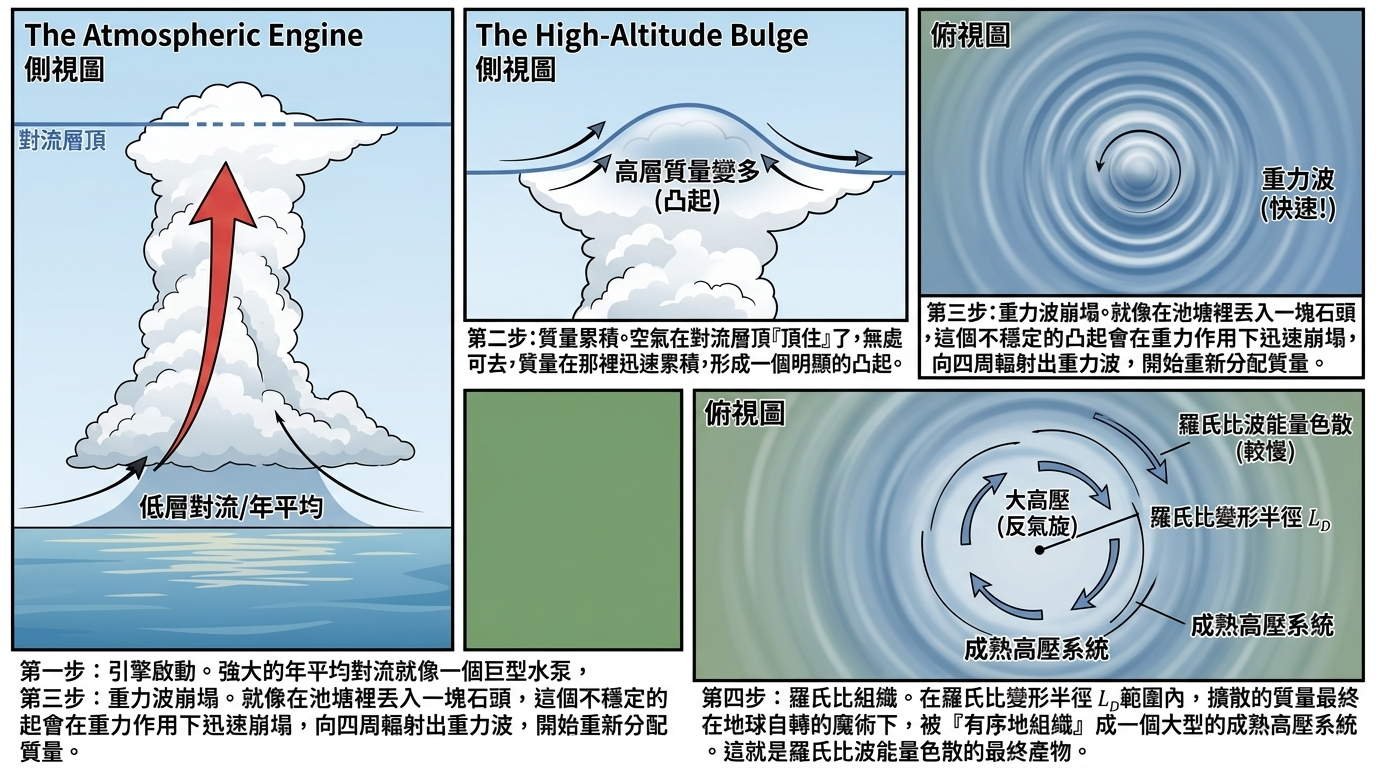 The Atmospheric Engine
側視圖
對流層頂
低層對流/年平均
第一步：引擎啟動。強大的年平均對流就像一個巨型水泵，
第三步：重力波崩塌。就像在池塘裡丟入一塊石頭，這個不穩定的
起會在重力作用下迅速崩塌，向四周輻射出重力波，開始重新分配
質量。
The High-Altitude Bulge
側視圖
高層質量變多
(凸起)
第二步：質量累積。空氣在對流層頂『頂住』了，無處
可去，質量在那裡迅速累積，形成一個明顯的凸起。
俯視圖
重力波
(快速!)
第三步：重力波崩塌。就像在池塘裡丟入一塊石頭
，這個不穩定的凸起會在重力作用下迅速崩塌，
向四周輻射出重力波，開始重新分配質量。
俯視圖
羅氏比波能量色散
(較慢)
大高壓
(反氣旋)
羅氏比變形半徑 L_D
成熟高壓系統
成熟高壓系統
第四步：羅氏比組織。在羅氏比變形半徑 L_D範圍內，擴散的質量最終
在地球自轉的魔術下，被『有序地組織』成一個大型的成熟高壓系統
。這就是羅氏比波能量色散的最終產物。